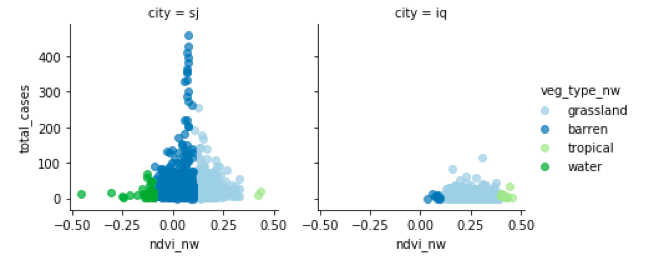 city = sj
city = iq
total_cases
400
300
200
100
0
−0.50 −0.25 0.00 0.25 0.50
−0.50 −0.25 0.00 0.25 0.50
ndvi_nw
ndvi_nw
veg_type_nw
grassland
barren
tropical
water